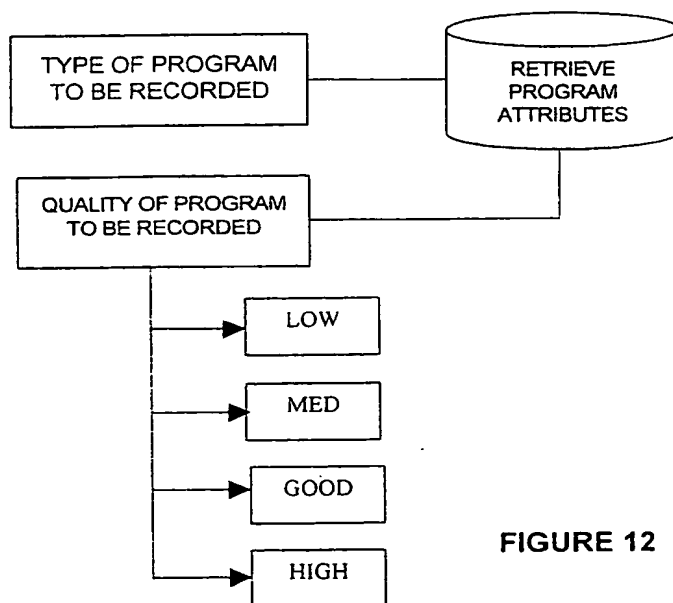 TYPE OF PROGRAM
TO BE RECORDED
RETRIEVE
PROGRAM
ATTRIBUTES
QUALITY OF PROGRAM
TO BE RECORDED
LOW
MED
GOOD
HIGH
FIGURE 12